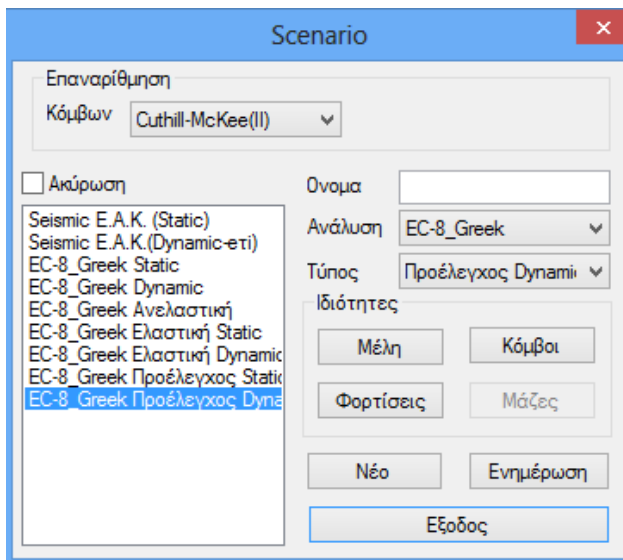 Scenario
Επαναρίθμηση
Κόμβων Cuthill-McKee(II)
Ακύρωση
Seismic Ε.Α.Κ. (Static)
Seismic Ε.Α.Κ.(Dynamic-ετι)
EC-8_Greek Static
EC-8_Greek Dynamic
EC-8_Greek Ανελαστική
EC-8_Greek Ελαστική Static
EC-8_Greek Ελαστική Dynamic
EC-8_Greek Προέλεγχος Static
EC-8_Greek Προέλεγχος Dyna
Ονομα
Ανάλυση EC-8_Greek
Τύπος Προέλεγχος Dynami
Ιδιότητες
Μέλη Κόμβοι
Φορτίσεις Μάζες
Νέο Ενημέρωση
Εξοδος